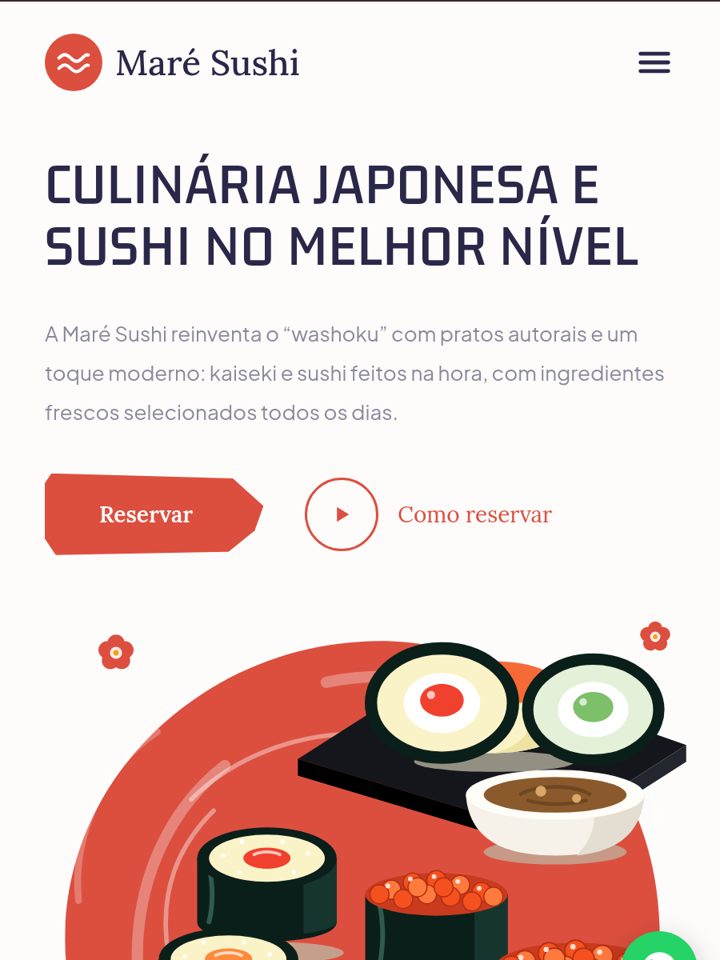 Maré Sushi
CULINÁRIA JAPONESA E
SUSHI NO MELHOR NÍVEL
A Maré Sushi reinventa o “washoku” com pratos autorais e um
toque moderno: kaiseki e sushi feitos na hora, com ingredientes
frescos selecionados todos os dias.
Reservar
Como reservar